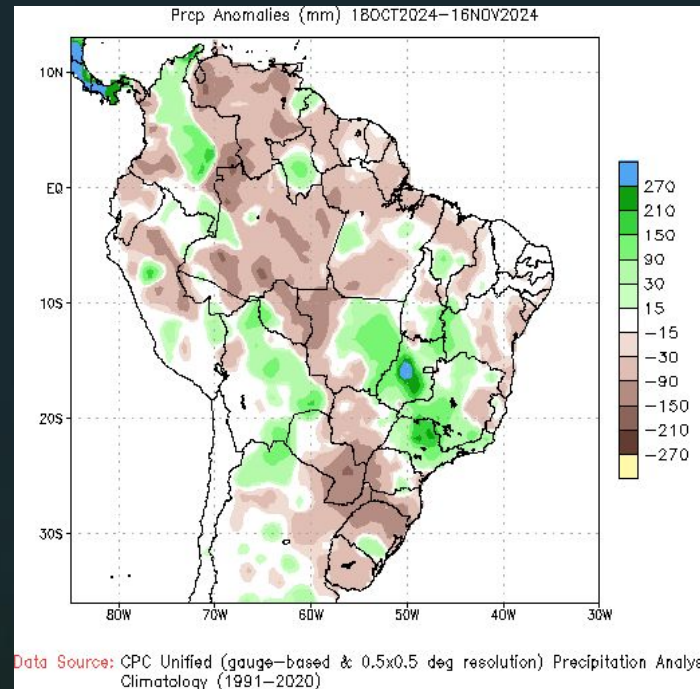 Prcp Anomalies (mm) 18OCT2024-16NOV2024
10N
EQ
10S
20S
30S
80W 70W 60W 50W 40W 30W
270
210
150
90
30
15
-15
-30
-90
-150
-210
-270
Data Source: CPC Unified (gauge-based & 0.5x0.5 deg resolution) Precipitation Analys
Climatology (1991-2020)